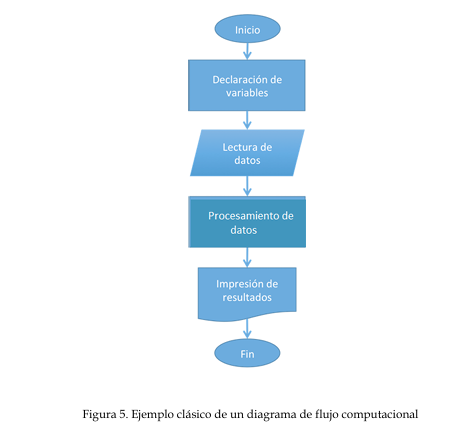 Inicio
Declaración de
variables
Lectura de
datos
Procesamiento de
datos
Impresión de
resultados
Fin
Figura 5. Ejemplo clásico de un diagrama de flujo computacional